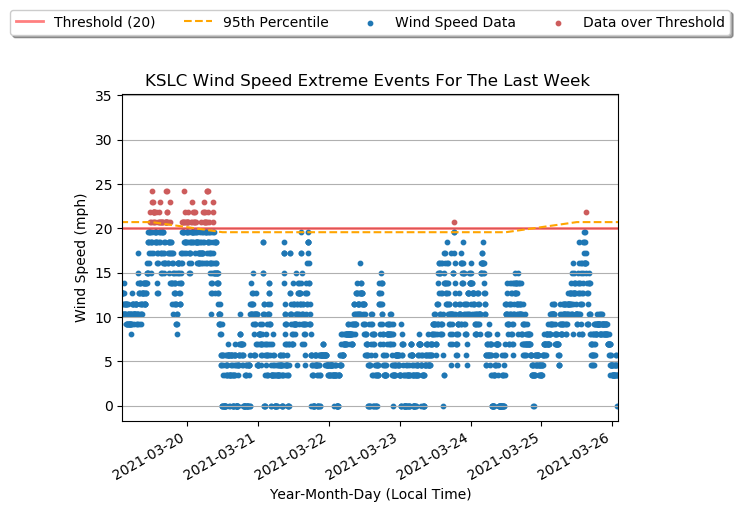 Threshold (20) 95th Percentile Wind Speed Data Data over Threshold
KSLC Wind Speed Extreme Events For The Last Week
35
30
25
20
15
10
5
0
Wind Speed (mph)
2021-03-20 2021-03-21 2021-03-22 2021-03-23 2021-03-24 2021-03-25 2021-03-26
Year-Month-Day (Local Time)